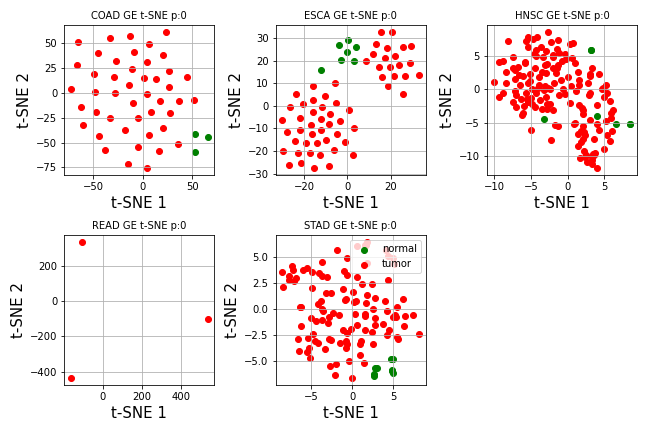 COAD GE t-SNE p:0
ESCA GE t-SNE p:0
HNSC GE t-SNE p:0
t-SNE 2
50
25
0
−25
−50
−75
−50
0
50
t-SNE 1
t-SNE 2
30
20
10
0
−10
−20
−30
−20
0
20
t-SNE 1
t-SNE 2
5
0
−5
−10
−10
−5
0
5
t-SNE 1
READ GE t-SNE p:0
STAD GE t-SNE p:0
t-SNE 2
200
0
−200
−400
0
200
400
t-SNE 1
t-SNE 2
5.0
2.5
0.0
−2.5
−5.0
−5
0
5
t-SNE 1
normal
tumor